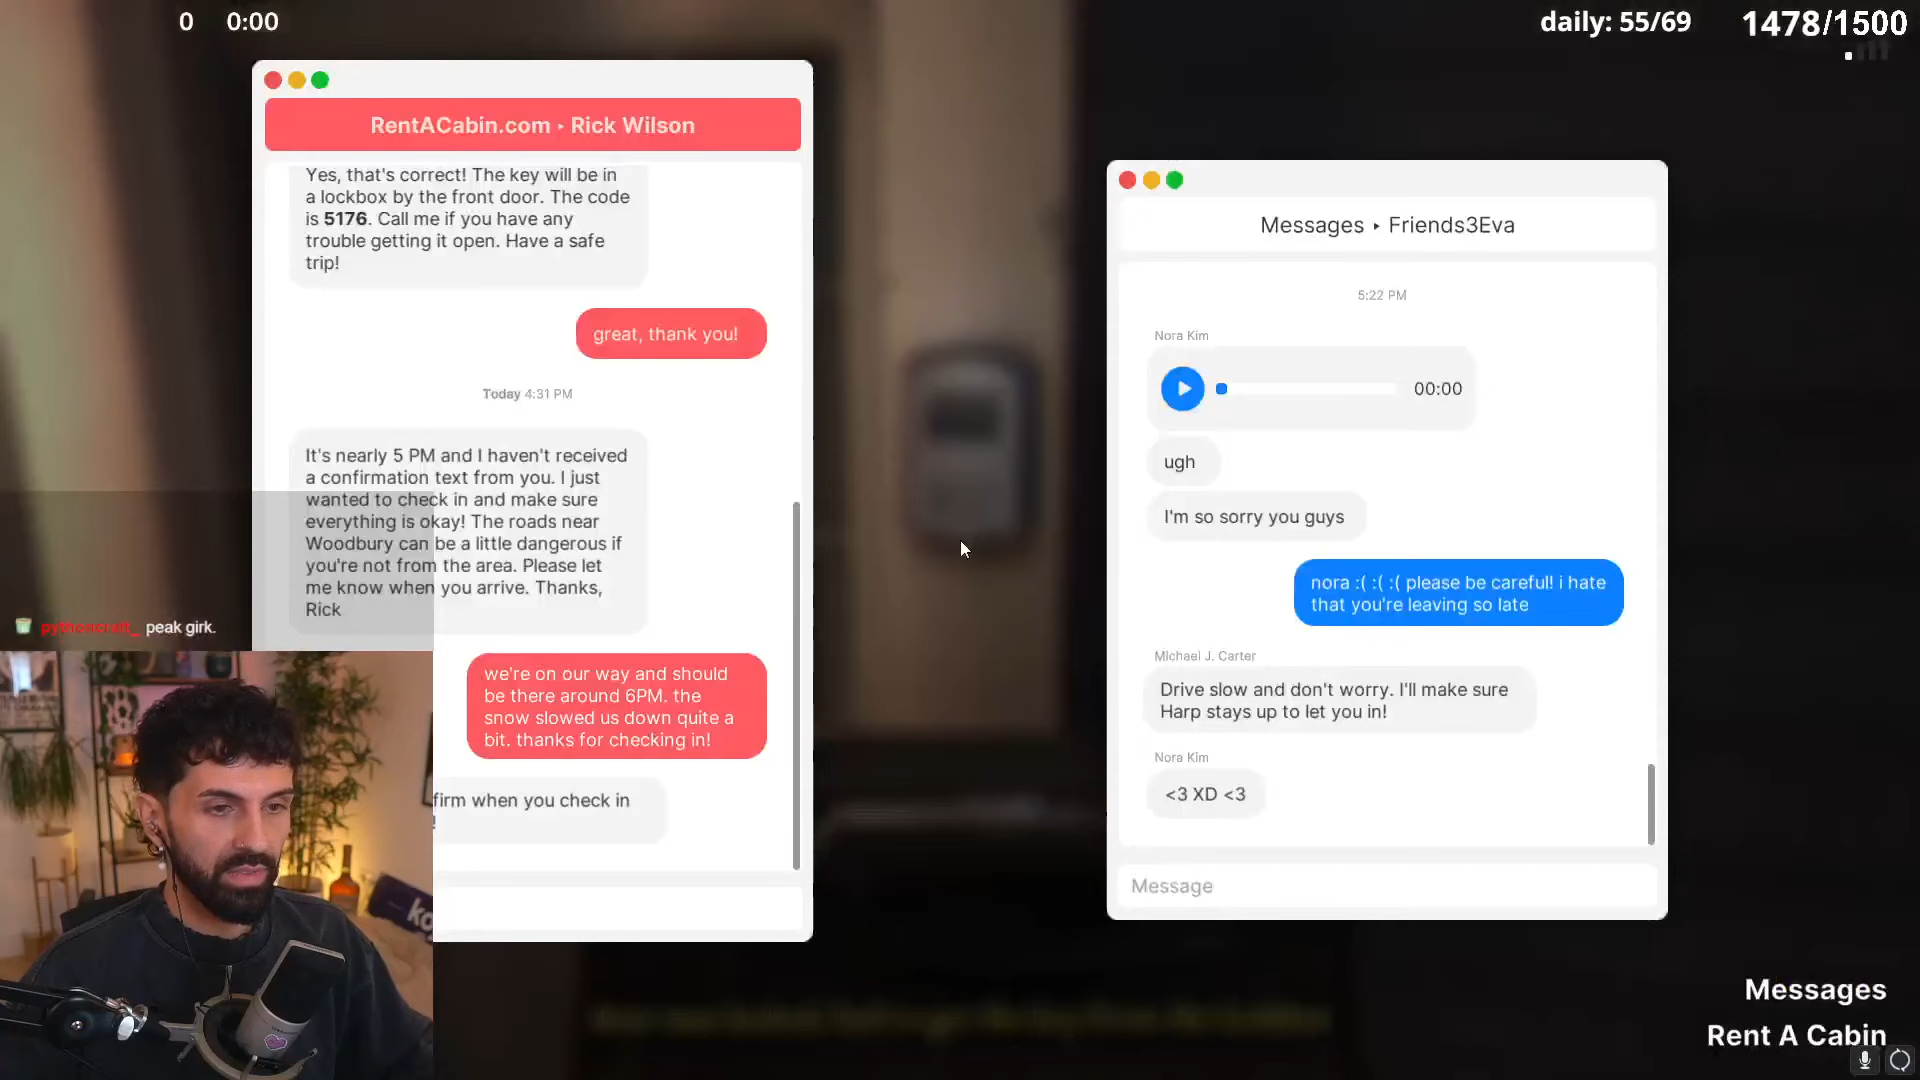 0 0:00
daily: 55/69 1478/1500
RentACabin.com ‣ Rick Wilson
Yes, that's correct! The key will be in
a lockbox by the front door. The code
is 5176. Call me if you have any
trouble getting it open. Have a safe
trip!
great, thank you!
Today 4:31 PM
It's nearly 5 PM and I haven't received
a confirmation text from you. I just
wanted to check in and make sure
everything is okay! The roads near
Woodbury can be a little dangerous if
you're not from the area. Please let
me know when you arrive. Thanks,
Rick
we're on our way and should
be there around 6PM. the
snow slowed us down quite a
bit. thanks for checking in!
firm when you check in
!
pythoncraft_ peak girk.
Messages ‣ Friends3Eva
5:22 PM
Nora Kim
00:00
ugh
I'm so sorry you guys
nora :( :( :( please be careful! i hate
that you're leaving so late
Michael J. Carter
Drive slow and don't worry. I'll make sure
Harp stays up to let you in!
Nora Kim
<3 XD <3
Message
Messages
Rent A Cabin